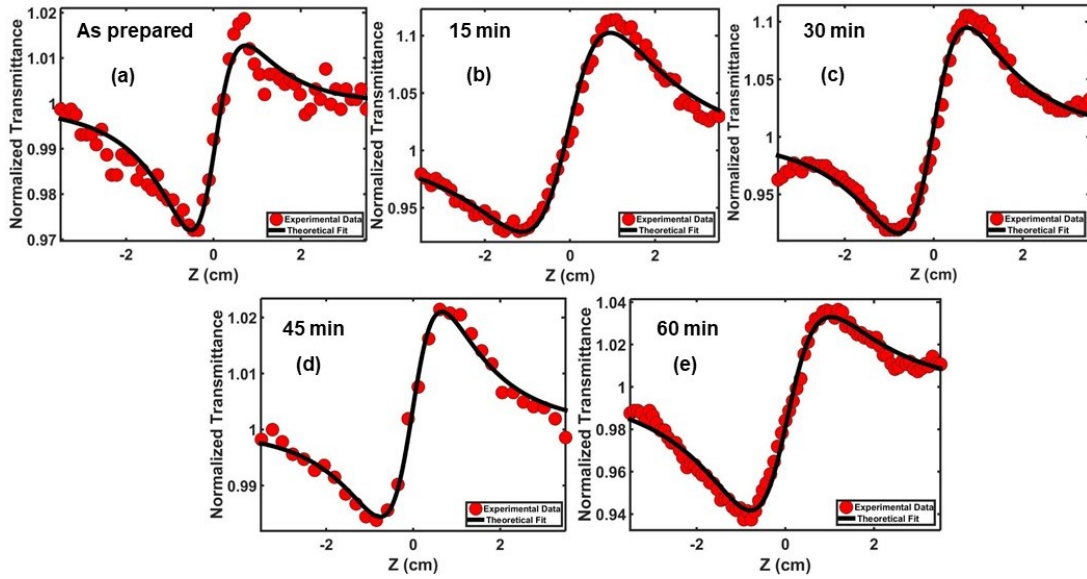 As prepared
(a)
1.02
1.01
1
0.99
0.98
0.97
Normalized Transmittance
-2
0
2
Z (cm)
Experimental Data
Theoretical Fit
15 min
(b)
1.1
1.05
1
0.95
Normalized Transmittance
-2
0
2
Z (cm)
Experimental Data
Theoretical Fit
30 min
(c)
1.1
1.05
1
0.95
Normalized Transmittance
-2
0
2
Z (cm)
Experimental Data
Theoretical Fit
45 min
(d)
1.02
1.01
1
0.99
Normalized Transmittance
-2
0
2
Z (cm)
Experimental Data
Theoretical Fit
60 min
(e)
1.04
1.02
1
0.98
0.96
0.94
Normalized Transmittance
-2
0
2
Z (cm)
Experimental Data
Theoretical Fit